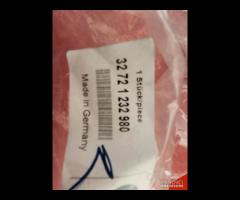 1 Stück/piece
32 72 1 232 980
Made in Germany